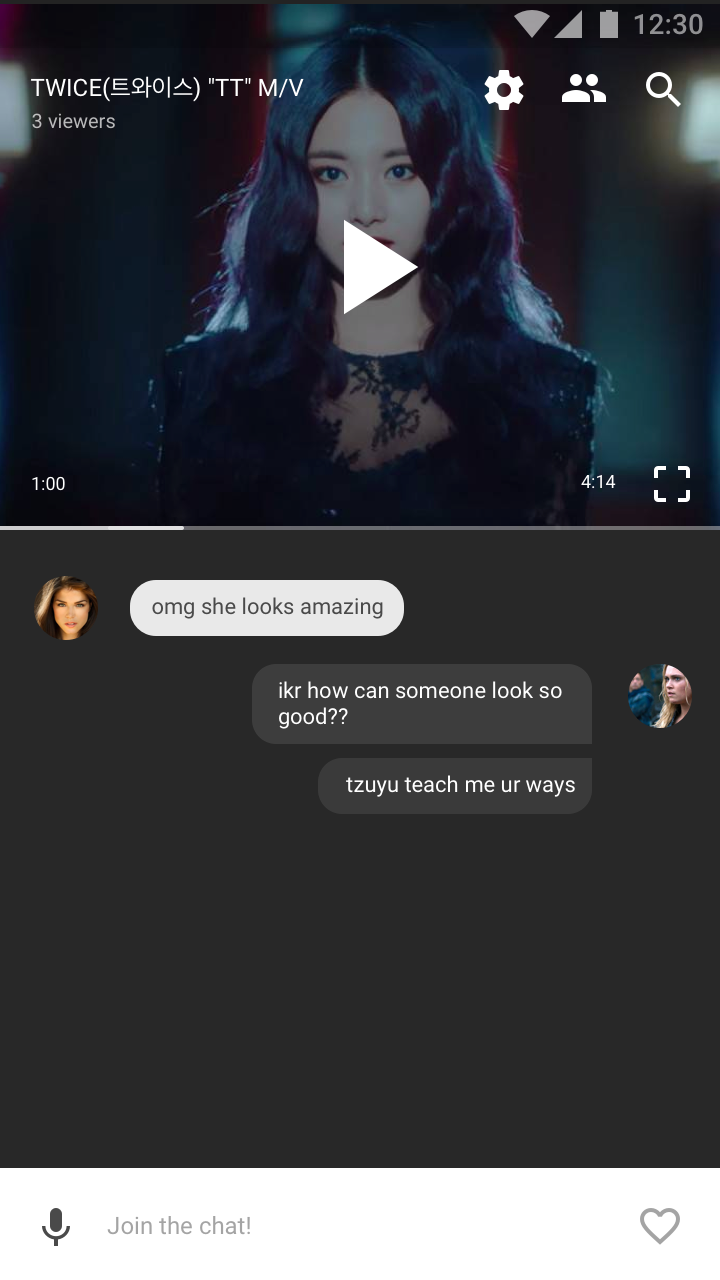 12:30
TWICE(트와이스) "TT" M/V
3 viewers
1:00
4:14
omg she looks amazing
ikr how can someone look so
good??
tzuyu teach me ur ways
Join the chat!